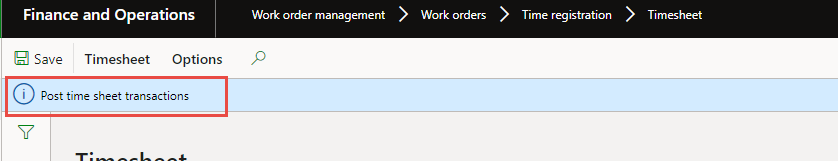 Finance and Operations
Work order management > Work orders > Time registration > Timesheet
Save Timesheet Options
Post time sheet transactions
Timesheet